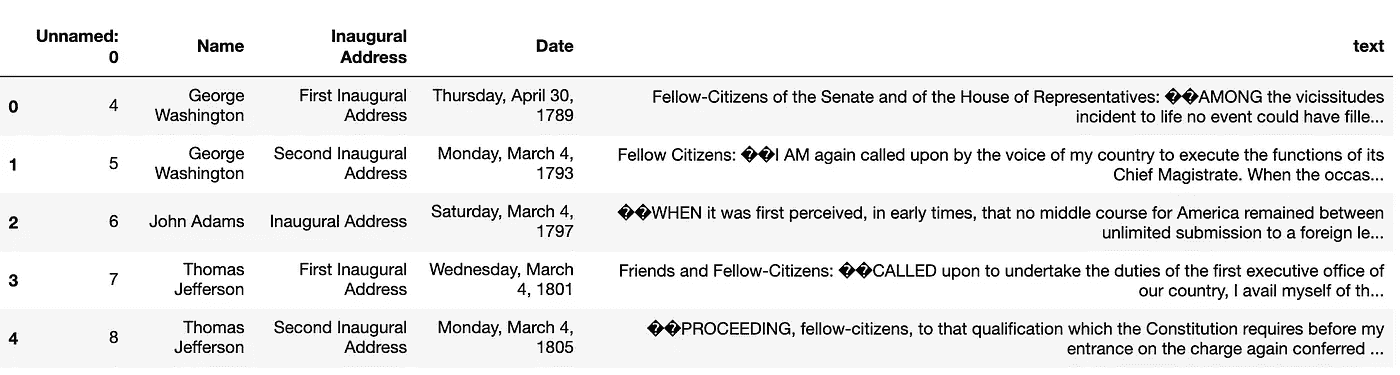 Unnamed: 0 Name Inaugural Address Date text
0 4 George Washington First Inaugural Address Thursday, April 30, 1789 Fellow-Citizens of the Senate and of the House of Representatives: ��AMONG the vicissitudes incident to life no event could have fille...
1 5 George Washington Second Inaugural Address Monday, March 4, 1793 Fellow Citizens: ��I AM again called upon by the voice of my country to execute the functions of its Chief Magistrate. When the occas...
2 6 John Adams Inaugural Address Saturday, March 4, 1797 ��WHEN it was first perceived, in early times, that no middle course for America remained between unlimited submission to a foreign le...
3 7 Thomas Jefferson First Inaugural Address Wednesday, March 4, 1801 Friends and Fellow-Citizens: ��CALLED upon to undertake the duties of the first executive office of our country, I avail myself of th...
4 8 Thomas Jefferson Second Inaugural Address Monday, March 4, 1805 ��PROCEEDING, fellow-citizens, to that qualification which the Constitution requires before my entrance on the charge again conferred ...